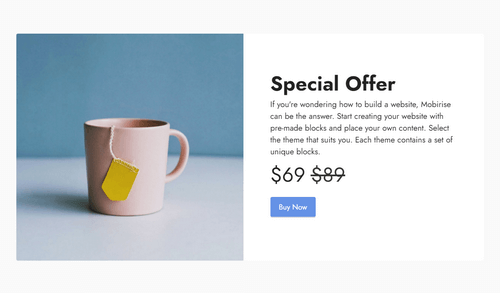 Special Offer
If you're wondering how to build a website, Mobirise
can be the answer. Start creating your website with
pre-made blocks and place your own content. Select
the theme that suits you. Each theme contains a set of
unique blocks.
$69 $89
Buy Now